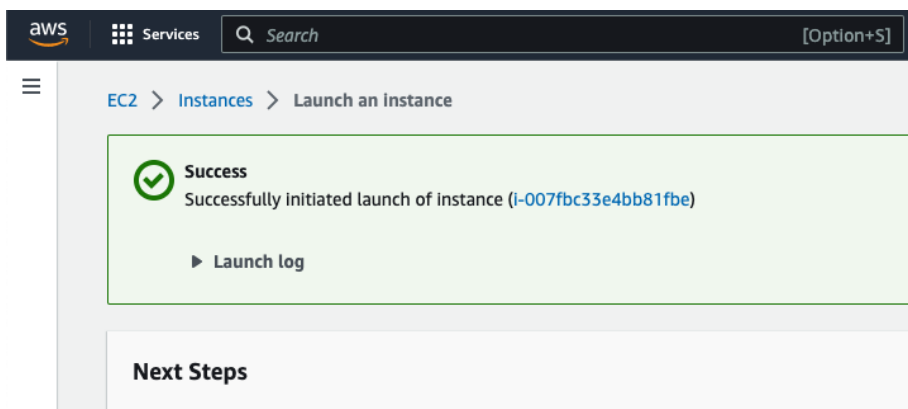 aws Services Search [Option+S]
EC2 > Instances > Launch an instance
Success
Successfully initiated launch of instance (i-007fbc33e4bb81fbe)
Launch log
Next Steps